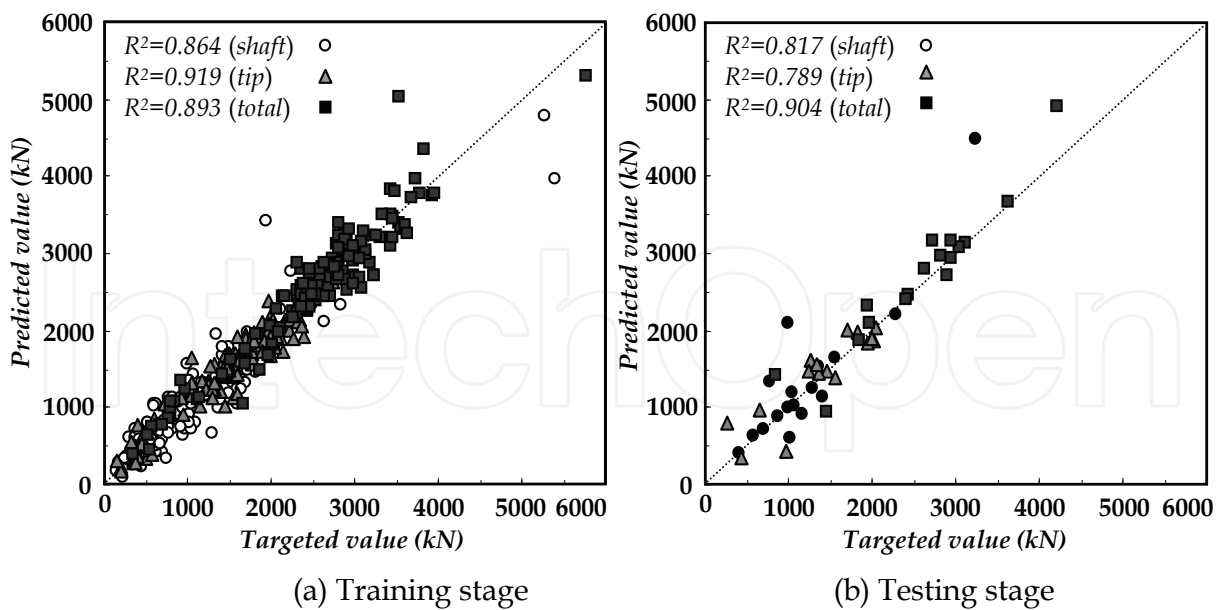 R²=0.864 (shaft)
R²=0.919 (tip)
R²=0.893 (total)
6000
5000
4000
3000
2000
1000
0
Predicted value (kN)
0 1000 2000 3000 4000 5000 6000
Targeted value (kN)
(a) Training stage
R²=0.817 (shaft)
R²=0.789 (tip)
R²=0.904 (total)
6000
5000
4000
3000
2000
1000
0
Predicted value (kN)
0 1000 2000 3000 4000 5000 6000
Targeted value (kN)
(b) Testing stage
IntechOpen